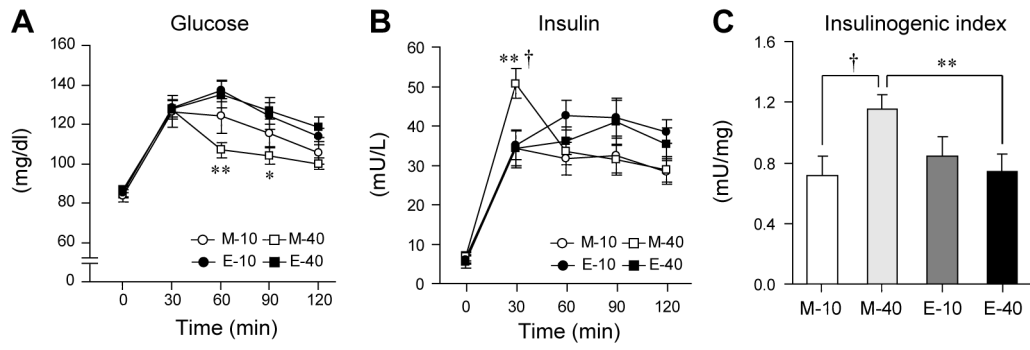 A
Glucose
160
140
120
100
80
60
0
(mg/dl)
**
*
M-10 M-40
E-10 E-40
0 30 60 90 120
Time (min)
B
Insulin
60
50
40
30
20
10
0
(mU/L)
** †
M-10 M-40
E-10 E-40
0 30 60 90 120
Time (min)
C
Insulinogenic index
1.6
1.2
0.8
0.4
0.0
(mU/mg)
†
**
M-10 M-40 E-10 E-40